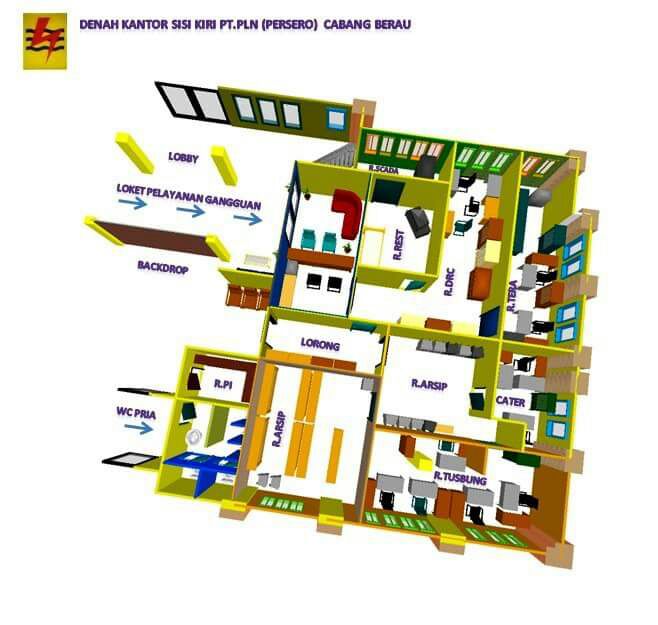 DENAH KANTOR SISI KIRI PT.PLN (PERSERO) CABANG BERAU
LOBBY
R.SCADA
LOKET PELAYANAN GANGGUAN
R.REST
BACKDROP
R.DRC
R.TERA
LORONG
R.PI
R.ARSIP
CATER
WC PRIA
R.ARSIP
R.TUSBUNG